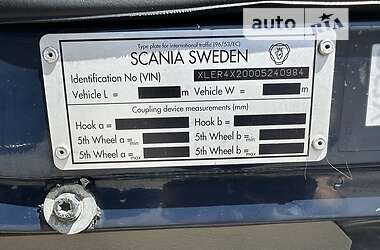 auto
RIA
Type plate for international traffic (96/53/EC)
SCANIA SWEDEN
Identification No (VIN) XLER4X20005240984
Vehicle L = m Vehicle W = m
Coupling device measurements (mm)
Hook a = Hook b =
5th Wheel a = min 5th Wheel b = min
5th Wheel a = max 5th Wheel b = max